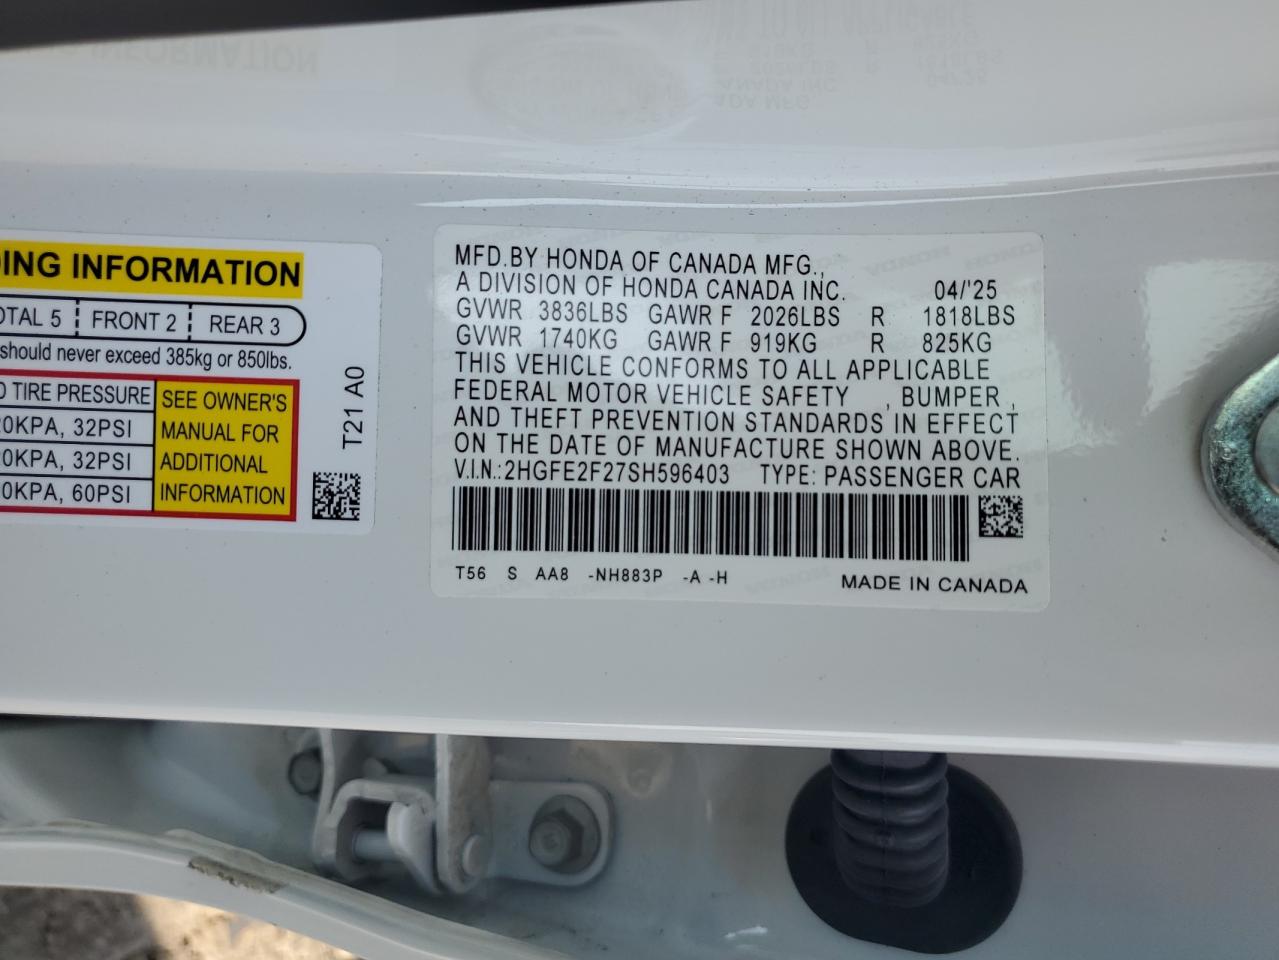 DING INFORMATION
OTAL 5 FRONT 2 REAR 3
should never exceed 385kg or 850lbs.
TIRE PRESSURE
0KPA, 32PSI
0KPA, 32PSI
0KPA, 60PSI
SEE OWNER'S
MANUAL FOR
ADDITIONAL
INFORMATION
T21 A0
MFD.BY HONDA OF CANADA MFG.,
A DIVISION OF HONDA CANADA INC. 04/'25
GVWR 3836LBS GAWR F 2026LBS R 1818LBS
GVWR 1740KG GAWR F 919KG R 825KG
THIS VEHICLE CONFORMS TO ALL APPLICABLE
FEDERAL MOTOR VEHICLE SAFETY , BUMPER ,
AND THEFT PREVENTION STANDARDS IN EFFECT
ON THE DATE OF MANUFACTURE SHOWN ABOVE.
V.I.N.:2HGFE2F27SH596403 TYPE: PASSENGER CAR
T56 S AA8 -NH883P -A -H MADE IN CANADA